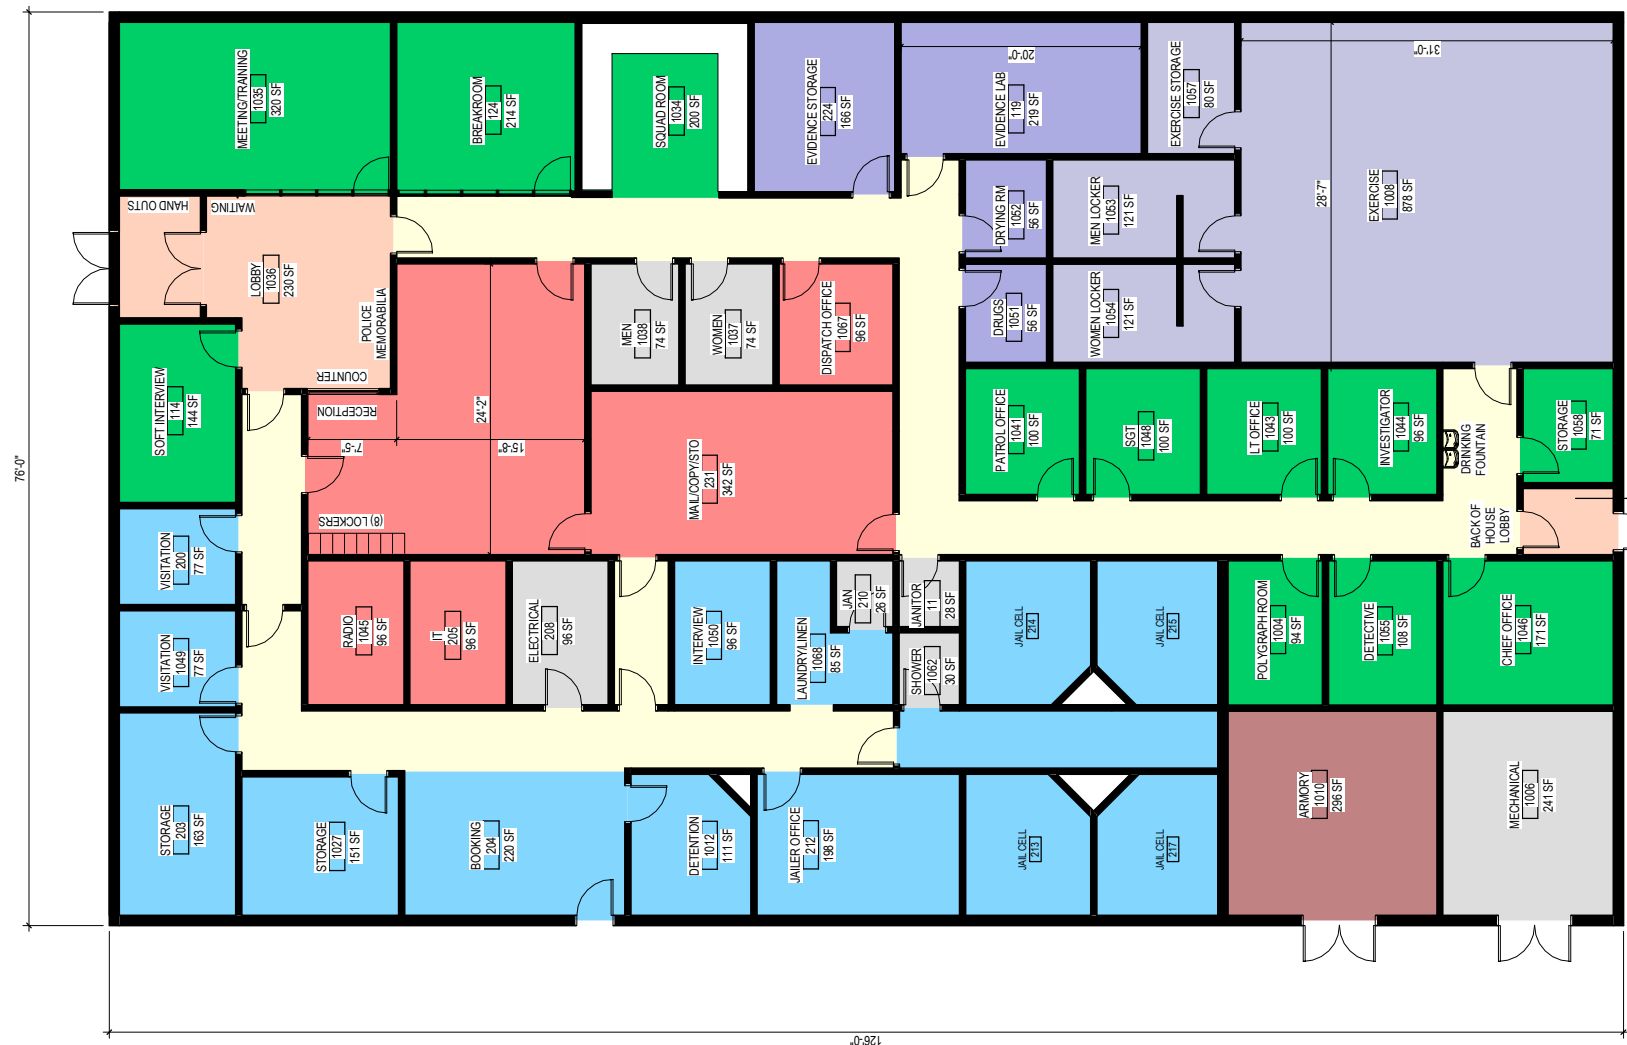 MEETING/TRAINING
1035
320 SF
BREAKROOM
124
214 SF
SQUAD ROOM
1034
200 SF
EVIDENCE STORAGE
224
166 SF
20'-0"
EVIDENCE LAB
119
219 SF
EXERCISE STORAGE
1057
80 SF
31'-0"
28'-7"
EXERCISE
1008
878 SF
HAND OUTS
WAITING
LOBBY
1036
230 SF
POLICE
MEMORABILIA
COUNTER
RECEPTION
7'-5"
24'-2"
15'-8"
(8) LOCKERS
MEN
1038
74 SF
WOMEN
1037
74 SF
DISPATCH OFFICE
1067
96 SF
DRYING RM
1052
56 SF
MEN LOCKER
1053
121 SF
DRUGS
1051
56 SF
WOMEN LOCKER
1054
121 SF
SOFT INTERVIEW
114
144 SF
76'-0"
MAIL/COPY/STO
231
342 SF
PATROL OFFICE
1041
100 SF
SGT
1048
100 SF
LT OFFICE
1043
100 SF
INVESTIGATOR
1044
96 SF
DRINKING
FOUNTAIN
STORAGE
1058
71 SF
BACK OF
HOUSE
LOBBY
VISITATION
200
77 SF
VISITATION
1049
77 SF
RADIO
1045
96 SF
IT
205
96 SF
ELECTRICAL
208
96 SF
INTERVIEW
1050
96 SF
LAUNDRY/LINEN
1068
85 SF
JAN
210
26 SF
JANITOR
11
28 SF
SHOWER
1062
30 SF
JAIL CELL
214
JAIL CELL
215
POLYGRAPH ROOM
1004
94 SF
DETECTIVE
1055
108 SF
CHIEF OFFICE
1046
171 SF
STORAGE
203
163 SF
STORAGE
1027
151 SF
BOOKING
204
220 SF
DETENTION
1012
111 SF
JAILER OFFICE
212
198 SF
JAIL CELL
213
JAIL CELL
217
ARMORY
1010
296 SF
MECHANICAL
1006
241 SF
126'-0"